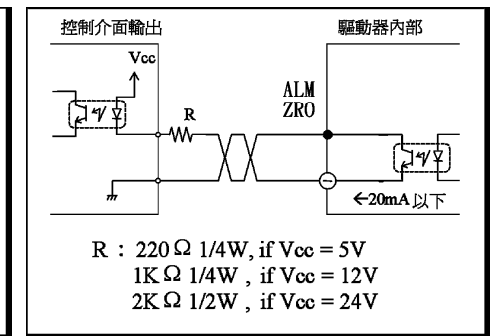 控制介面輸出
驅動器內部
Vcc
ALM
ZRO
R
←20mA 以下
R : 220Ω 1/4W, if Vcc = 5V
1KΩ 1/4W , if Vcc = 12V
2KΩ 1/2W , if Vcc = 24V